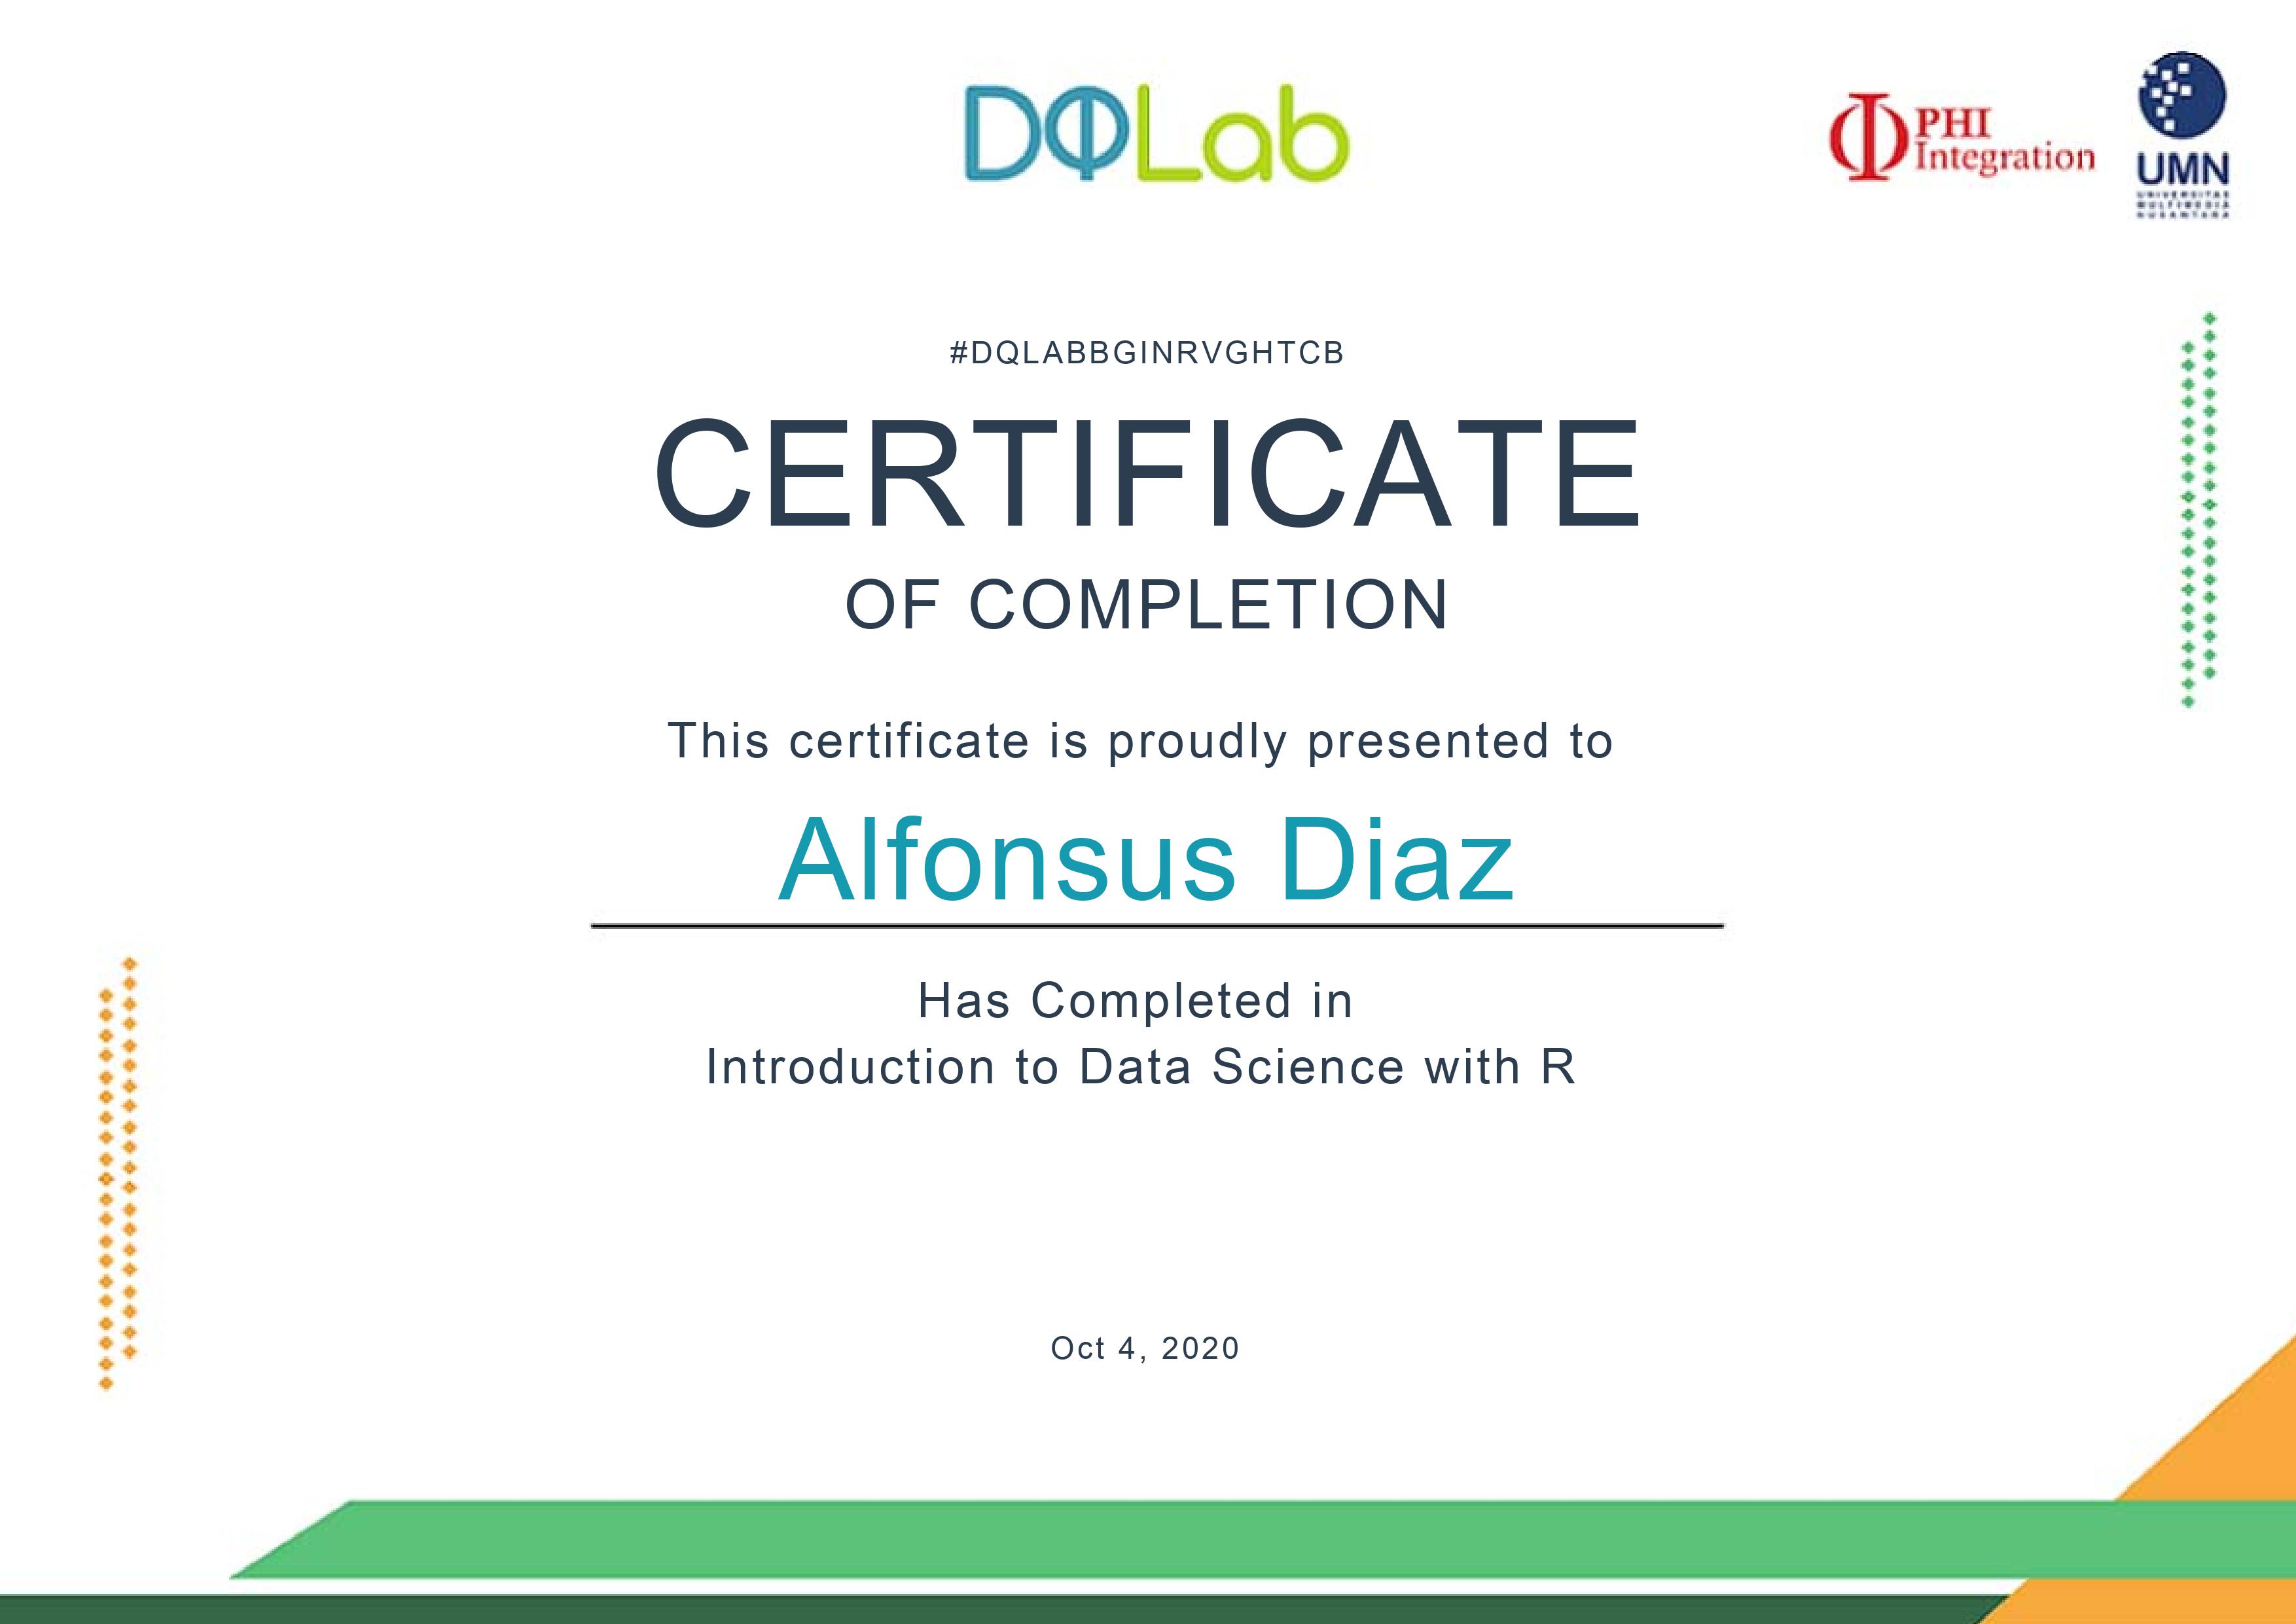 DQLab
PHI
Integration
UMN
UNIVERSITAS
MULTIMEDIA
NUSANTARA
#DQLABBGINRVGHTCB
CERTIFICATE
OF COMPLETION
This certificate is proudly presented to
Alfonsus Diaz
Has Completed in
Introduction to Data Science with R
Oct 4, 2020